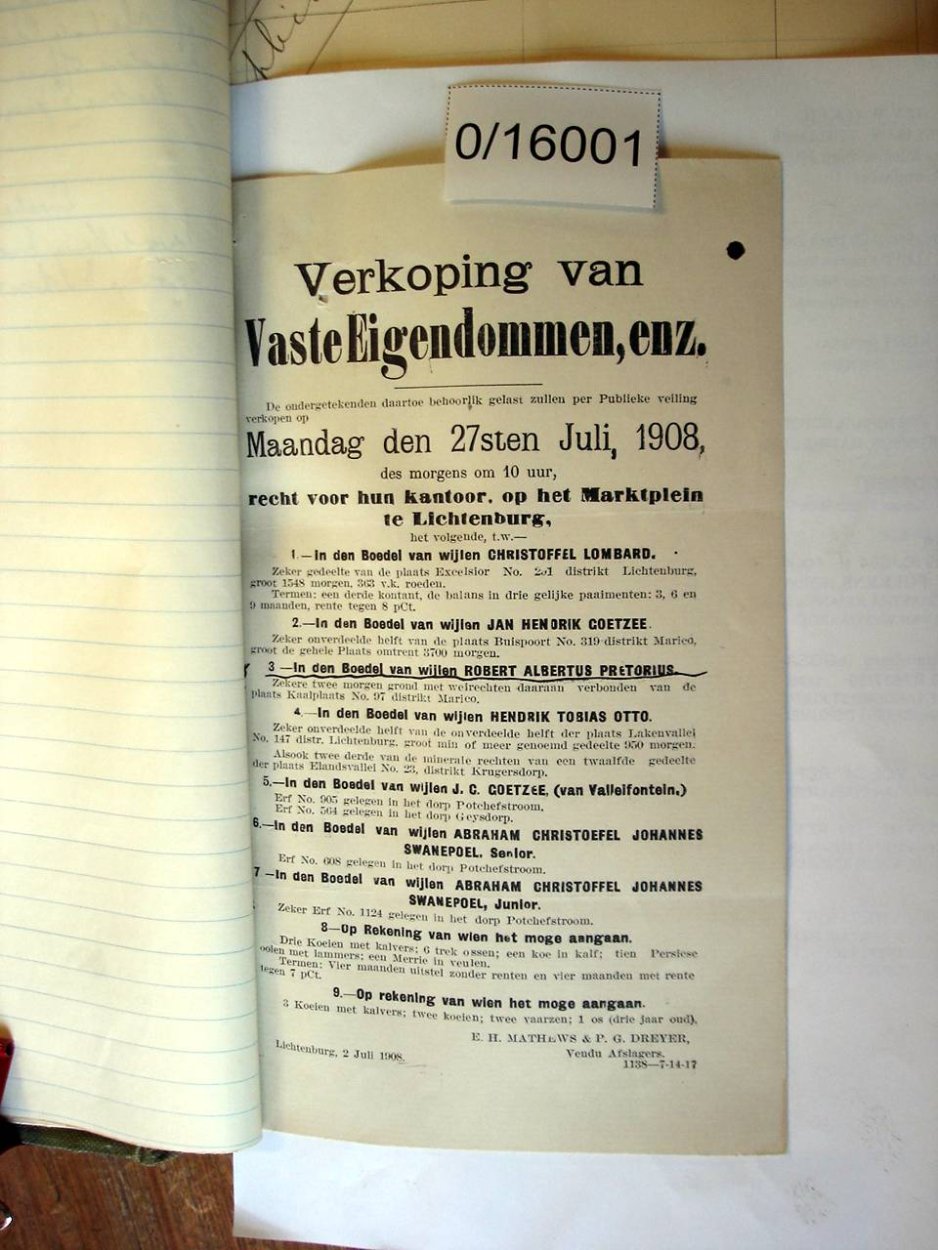 0/16001
Verkoping van
Vaste Eigendommen, enz.
De ondergetekenden daartoe behoorlik gelast zullen per Publieke veiling
verkopen op
Maandag den 27sten Juli, 1908,
des morgens om 10 uur,
recht voor hun kantoor, op het Marktplein
te Lichtenburg,
het volgende, t.w.—
1.—In den Boedel van wijlen CHRISTOFFEL LOMBARD.
Zeker gedeelte van de plaats Excelsior No. distrikt Lichtenburg,
groot 1548 morgen, 363 v.k. roeden.
Termen: een derde kontant, de balans in drie gelijke paaimenten: 3, 6 en
9 maanden, rente tegen 8 pCt.
2.—In den Boedel van wijlen JAN HENDRIK COETZEE.
Zeker onverdeelde helft van de plaats Buispoort No. 319 distrikt Marico,
groot de gehele Plaats omtrent 3700 morgen.
3—In den Boedel van wijlen ROBERT ALBERTUS PRETORIUS.
Zekere twee morgen grond met weirechten daaraan verbonden van de
plaats Kaalplaats No. 97 distrikt Marico.
4.—In den Boedel van wijlen HENDRIK TOBIAS OTTO.
Zeker onverdeelde helft van de onverdeelde helft der plaats Lakenvallei
No. 147 distr. Lichtenburg, groot min of meer genoemd gedeelte 950 morgen.
Alsook twee derde van de minerale rechten van een twaalfde gedeelte
der plaats Elandsvallei No. 23, distrikt Krugersdorp.
5.—In den Boedel van wijlen J. C. COETZEE, (van Valleifontein.)
Erf No. 905 gelegen in het dorp Potchefstroom,
Erf No. 564 gelegen in het dorp Geysdorp.
6.—In den Boedel van wijlen ABRAHAM CHRISTOEFEL JOHANNES
SWANEPOEL, Senior.
Erf No. 608 gelegen in het dorp Potchefstroom.
7—In den Boedel van wijlen ABRAHAM CHRISTOFFEL JOHANNES
SWANEPOEL, Junior.
Zeker Erf No. 1124 gelegen in het dorp Potchefstroom.
8—Op Rekening van wien het moge aangaan.
Drie Koeien met kalvers; 6 trek ossen; een koe in kalf; tien Persiese
ooien met lammers; een Merrie in veulen.
Termen: Vier maanden uitstel zonder renten en vier maanden met rente
tegen 7 pCt.
9.—Op rekening van wien het moge aangaan.
3 Koeien met kalvers; twee koeien; twee vaarzen; 1 os (drie jaar oud).
E. H. MATHEWS & P. G. DREYER,
Vendu Afslagers.
Lichtenburg, 2 Juli 1908.
1138—7-14-17